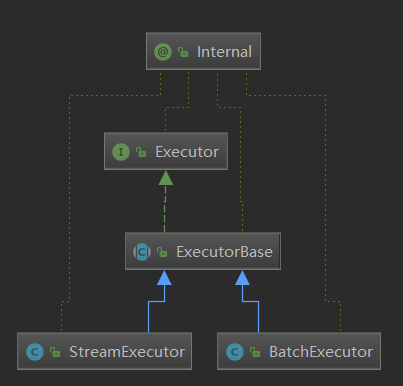 @ Internal
I Executor
C ExecutorBase
C StreamExecutor
C BatchExecutor